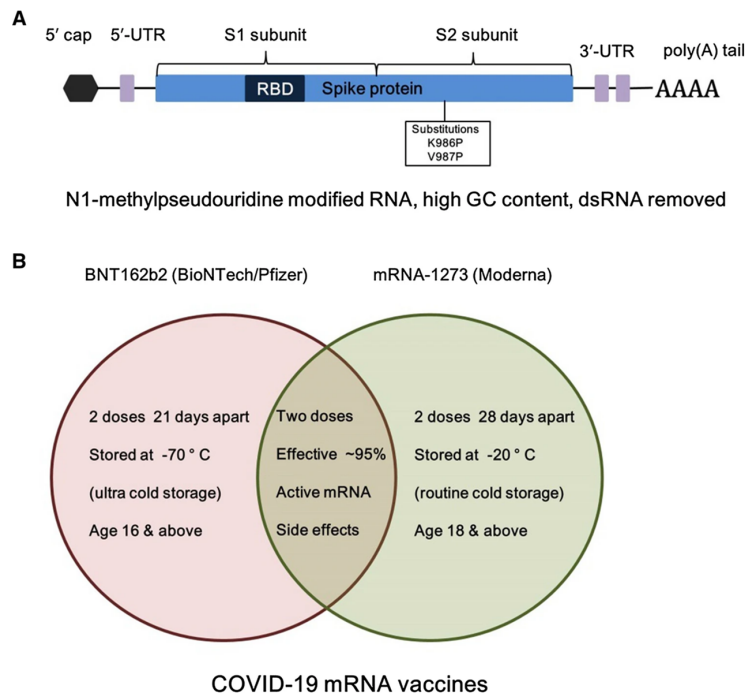 A
5′ cap
5′-UTR
S1 subunit
S2 subunit
3′-UTR
poly(A) tail
RBD
Spike protein
AAAA
Substitutions
K986P
V987P
N1-methylpseudouridine modified RNA, high GC content, dsRNA removed
B
BNT162b2 (BioNTech/Pfizer)
mRNA-1273 (Moderna)
2 doses 21 days apart
Stored at -70 ° C
(ultra cold storage)
Age 16 & above
Two doses
Effective ~95%
Active mRNA
Side effects
2 doses 28 days apart
Stored at -20 ° C
(routine cold storage)
Age 18 & above
COVID-19 mRNA vaccines